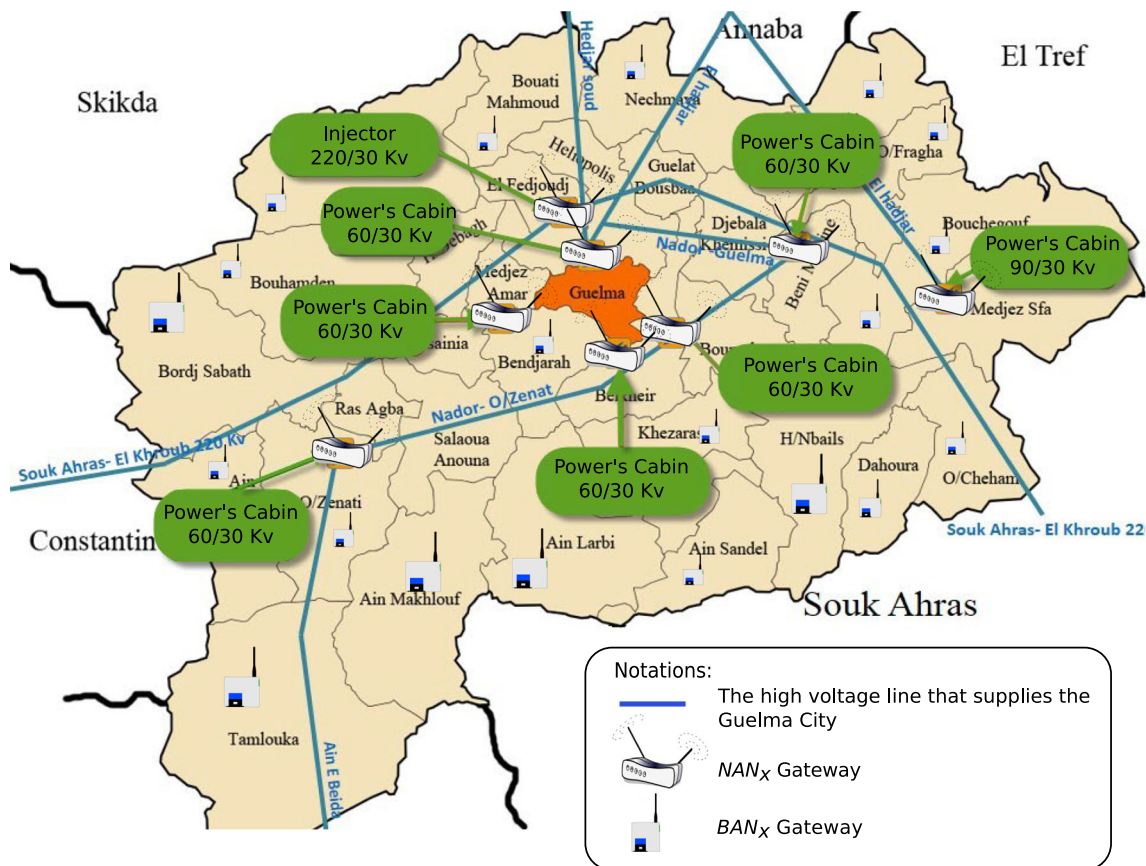 Annaba
El Tref
Skikda
Hedjar soud
Bouati
Mahmoud
Nechmaya
El hadjar
Injector
220/30 Kv
Power's Cabin
60/30 Kv
O/Fragha
Heliopolis
Guelat
Bousbaa
El Fedjoudj
El hadjar
Power's Cabin
60/30 Kv
Djebala
Khemissi
Bouchegouf
Nador -Guelma
Power's Cabin
90/30 Kv
Medjez
Amar
Bouhamden
Guelma
Beni
Medjez Sfa
Power's Cabin
60/30 Kv
Bordj Sabath
Bendjarah
Power's Cabin
60/30 Kv
Ras Agba
Nador- O/Zenat
Khezaras
Salaoua
Anouna
H/Nbails
Souk Ahras- El Khroub 220 Kv
Ain
O/Zenati
Power's Cabin
60/30 Kv
Dahoura
O/Cheham
Power's Cabin
60/30 Kv
Constantin
Souk Ahras- El Khroub 22
Ain Larbi
Ain Sandel
Ain Makhlouf
Souk Ahras
Tamlouka
Ain E Beida
Notations:
The high voltage line that supplies the
Guelma City
NANX Gateway
BANX Gateway